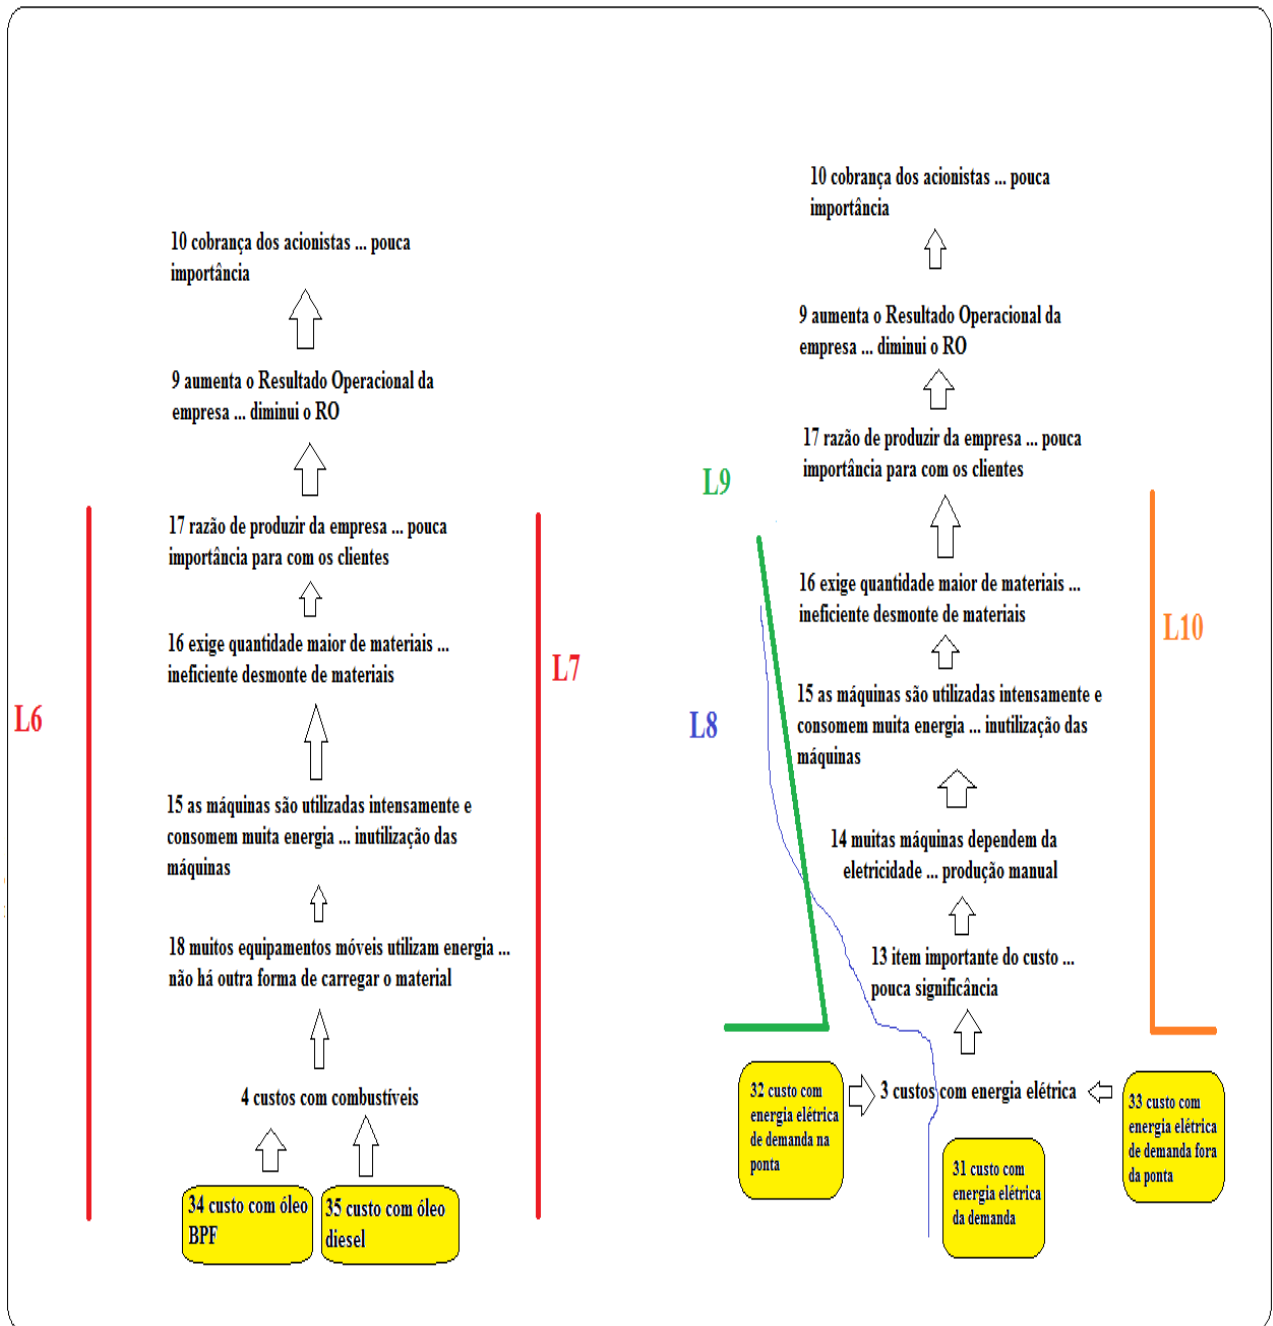 10 cobrança dos acionistas ... pouca
importância
9 aumenta o Resultado Operacional da
empresa ... diminui o RO
17 razão de produzir da empresa ... pouca
importância para com os clientes
16 exige quantidade maior de materiais ...
ineficiente desmonte de materiais
L6
L7
15 as máquinas são utilizadas intensamente e
consomem muita energia ... inutilização das
máquinas
18 muitos equipamentos móveis utilizam energia ...
não há outra forma de carregar o material
4 custos com combustíveis
34 custo com óleo
BPF
35 custo com óleo
diesel
10 cobrança dos acionistas ... pouca
importância
9 aumenta o Resultado Operacional da
empresa ... diminui o RO
17 razão de produzir da empresa ... pouca
importância para com os clientes
L9
16 exige quantidade maior de materiais ...
ineficiente desmonte de materiais
L10
L8
15 as máquinas são utilizadas intensamente e
consomem muita energia ... inutilização das
máquinas
14 muitas máquinas dependem da
eletricidade ... produção manual
13 item importante do custo ...
pouca significância
32 custo com
energia elétrica
de demanda na
ponta
3 custos com energia elétrica
33 custo com
energia elétrica
de demanda fora
da ponta
31 custo com
energia elétrica
da demanda